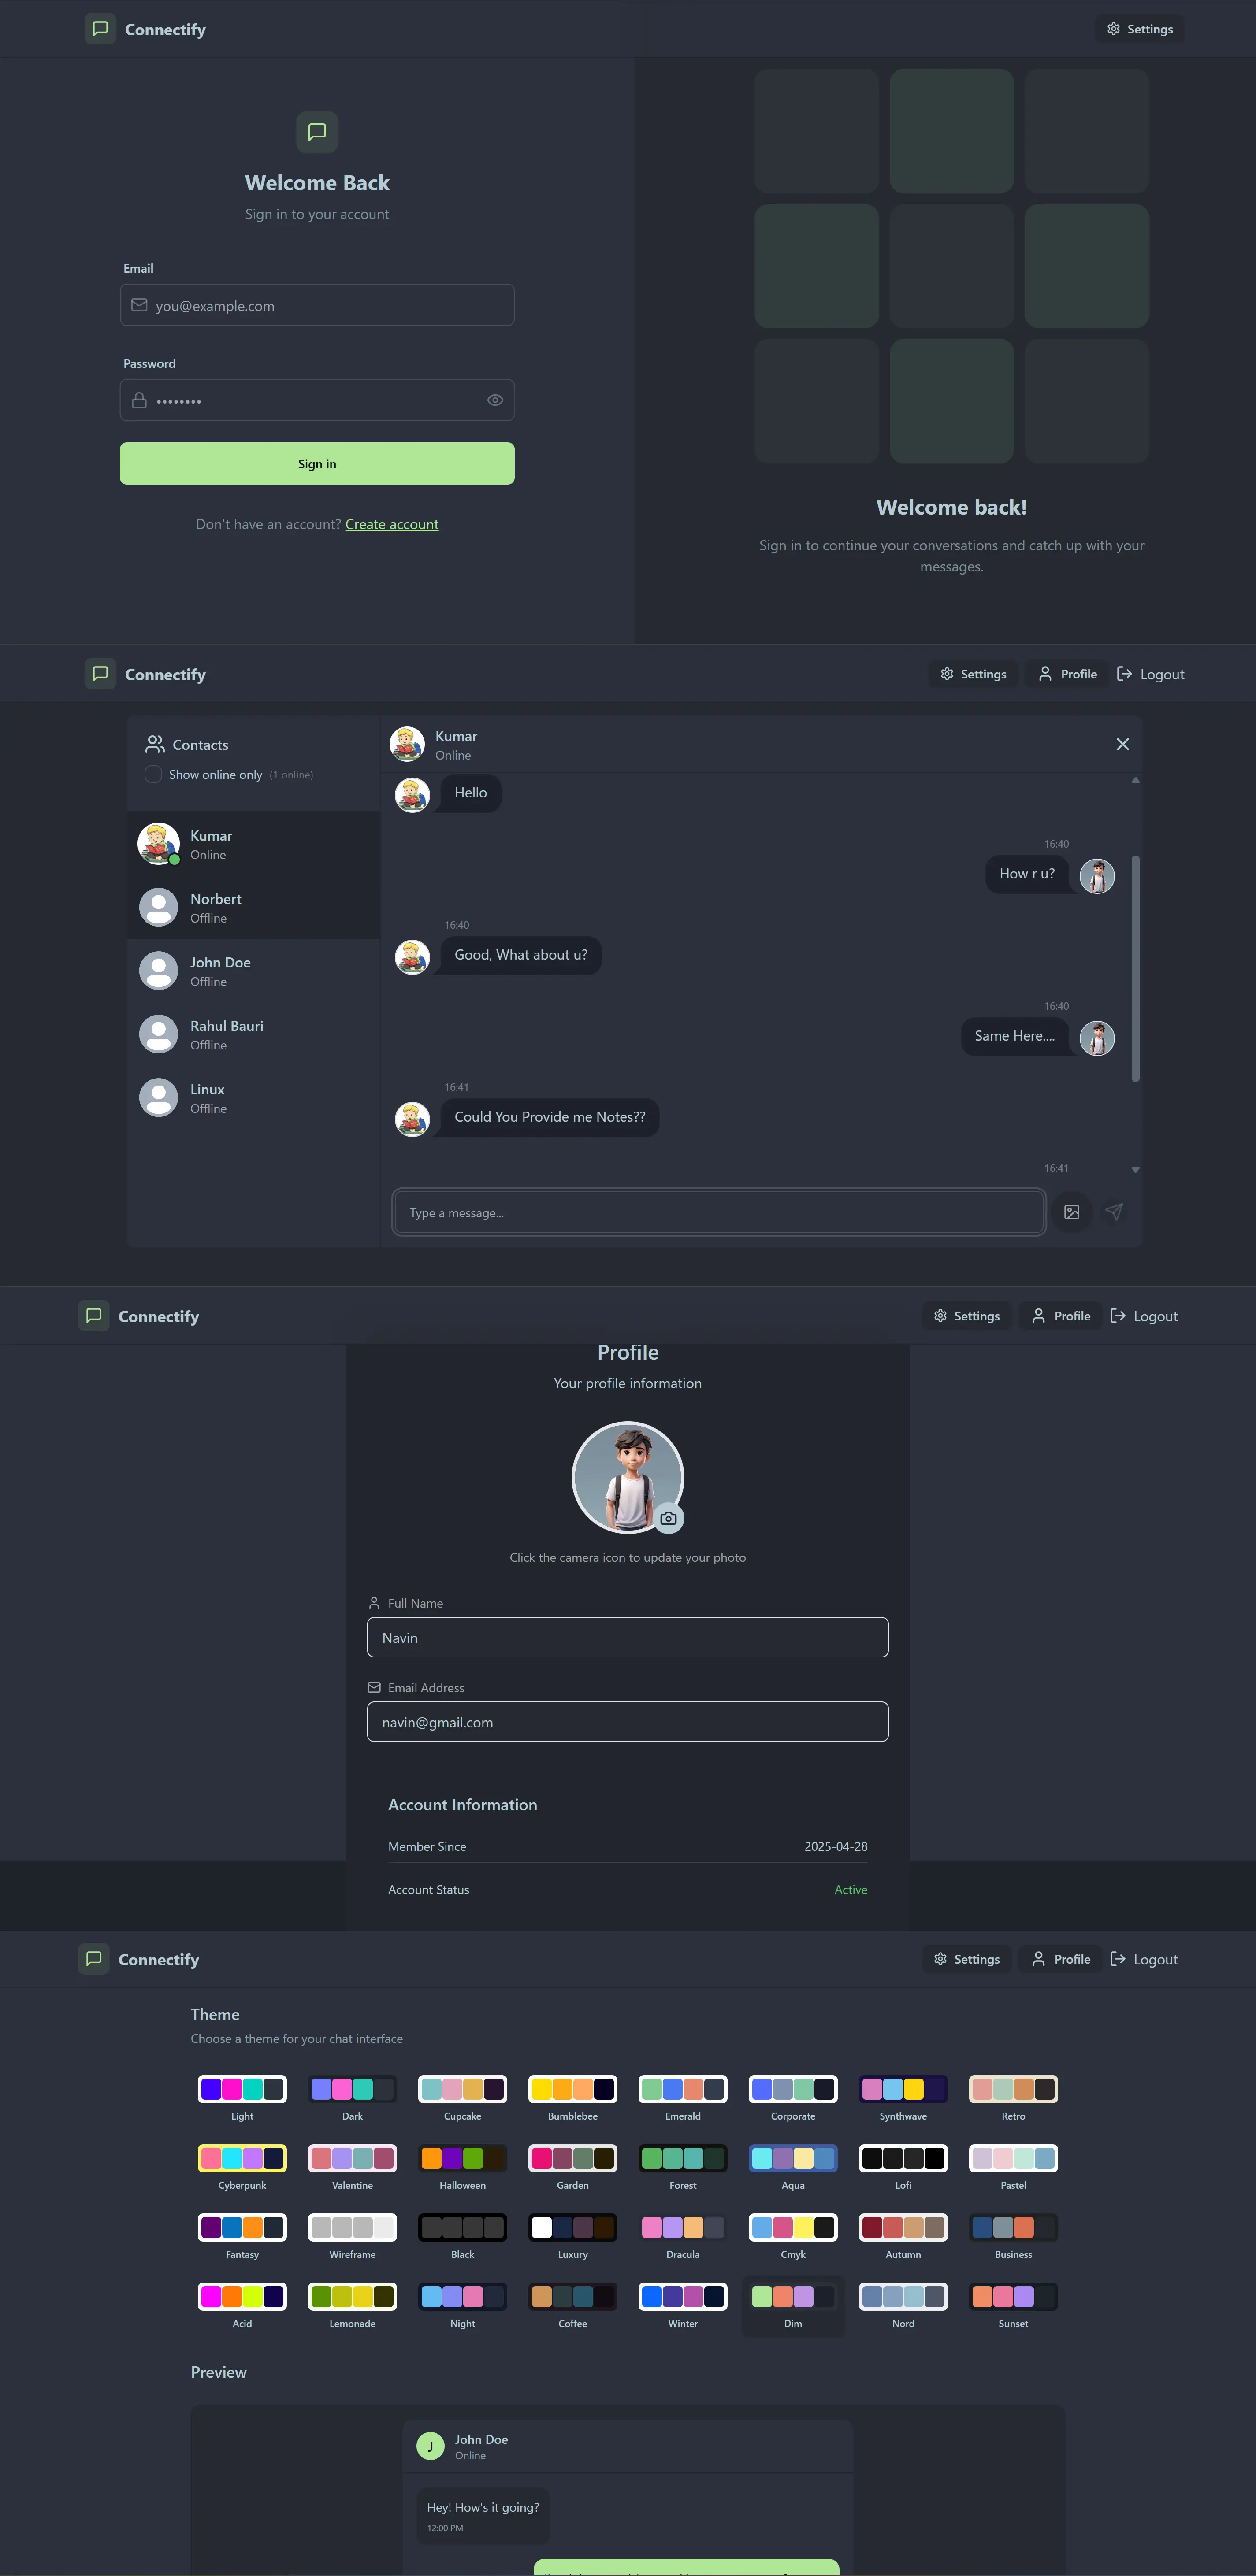 Connectify
Settings
Welcome Back
Sign in to your account
Email
you@example.com
Password
••••••••
Sign in
Don't have an account? Create account
Welcome back!
Sign in to continue your conversations and catch up with your
messages.
Connectify
Settings
Profile
Logout
Contacts
Show online only (1 online)
Kumar
Online
Norbert
Offline
John Doe
Offline
Rahul Bauri
Offline
Linux
Offline
Kumar
Online
Hello
16:40
How r u?
16:40
Good, What about u?
16:40
Same Here....
16:41
Could You Provide me Notes??
16:41
Type a message...
Connectify
Settings
Profile
Logout
Profile
Your profile information
Click the camera icon to update your photo
Full Name
Navin
Email Address
navin@gmail.com
Account Information
Member Since 2025-04-28
Account Status Active
Connectify
Settings
Profile
Logout
Theme
Choose a theme for your chat interface
Light Dark Cupcake Bumblebee Emerald Corporate Synthwave Retro
Cyberpunk Valentine Halloween Garden Forest Aqua Lofi Pastel
Fantasy Wireframe Black Luxury Dracula Cmyk Autumn Business
Acid Lemonade Night Coffee Winter Dim Nord Sunset
Preview
J
John Doe
Online
Hey! How's it going?
12:00 PM